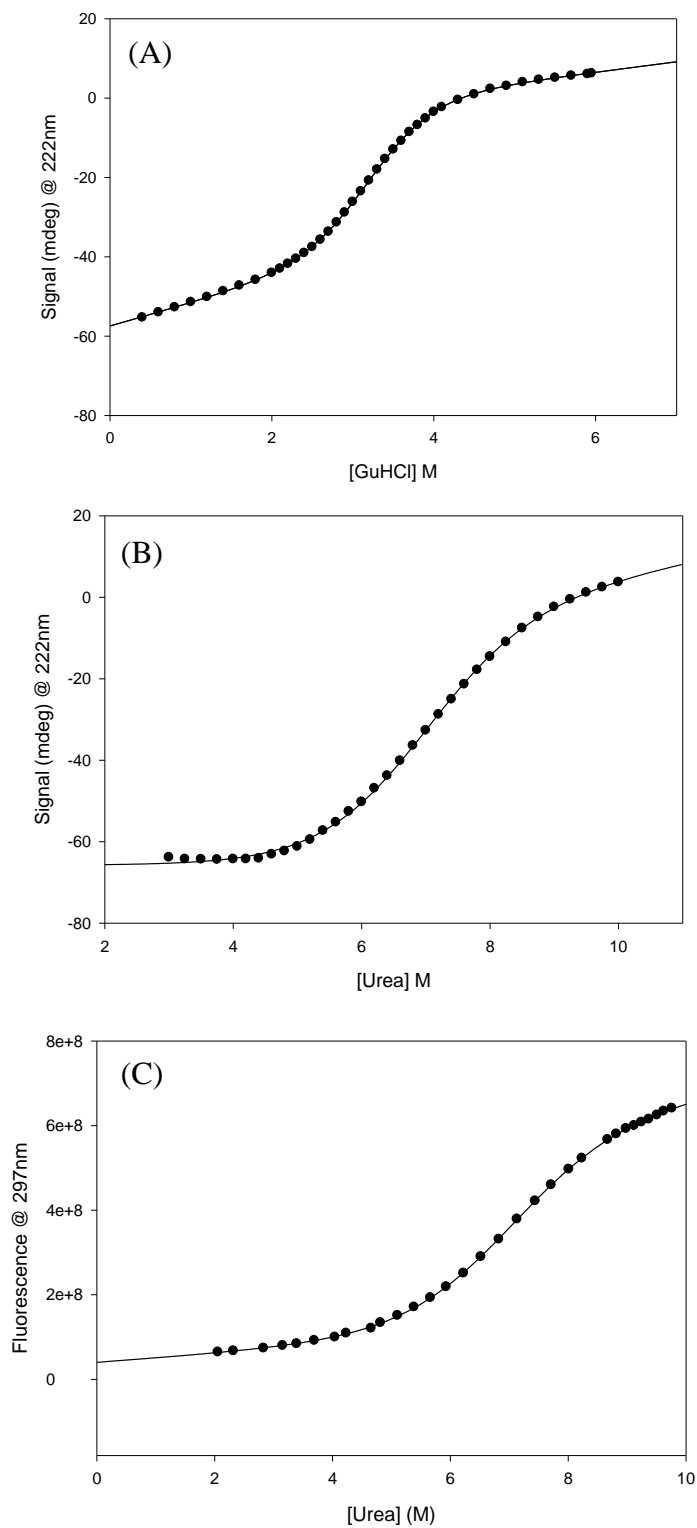 (A)
20
0
-20
-40
-60
-80
Signal (mdeg) @ 222nm
0 2 4 6
[GuHCl] M
(B)
20
0
-20
-40
-60
-80
Signal (mdeg) @ 222nm
2 4 6 8 10
[Urea] M
(C)
8e+8
6e+8
4e+8
2e+8
0
Fluorescence @ 297nm
0 2 4 6 8 10
[Urea] (M)